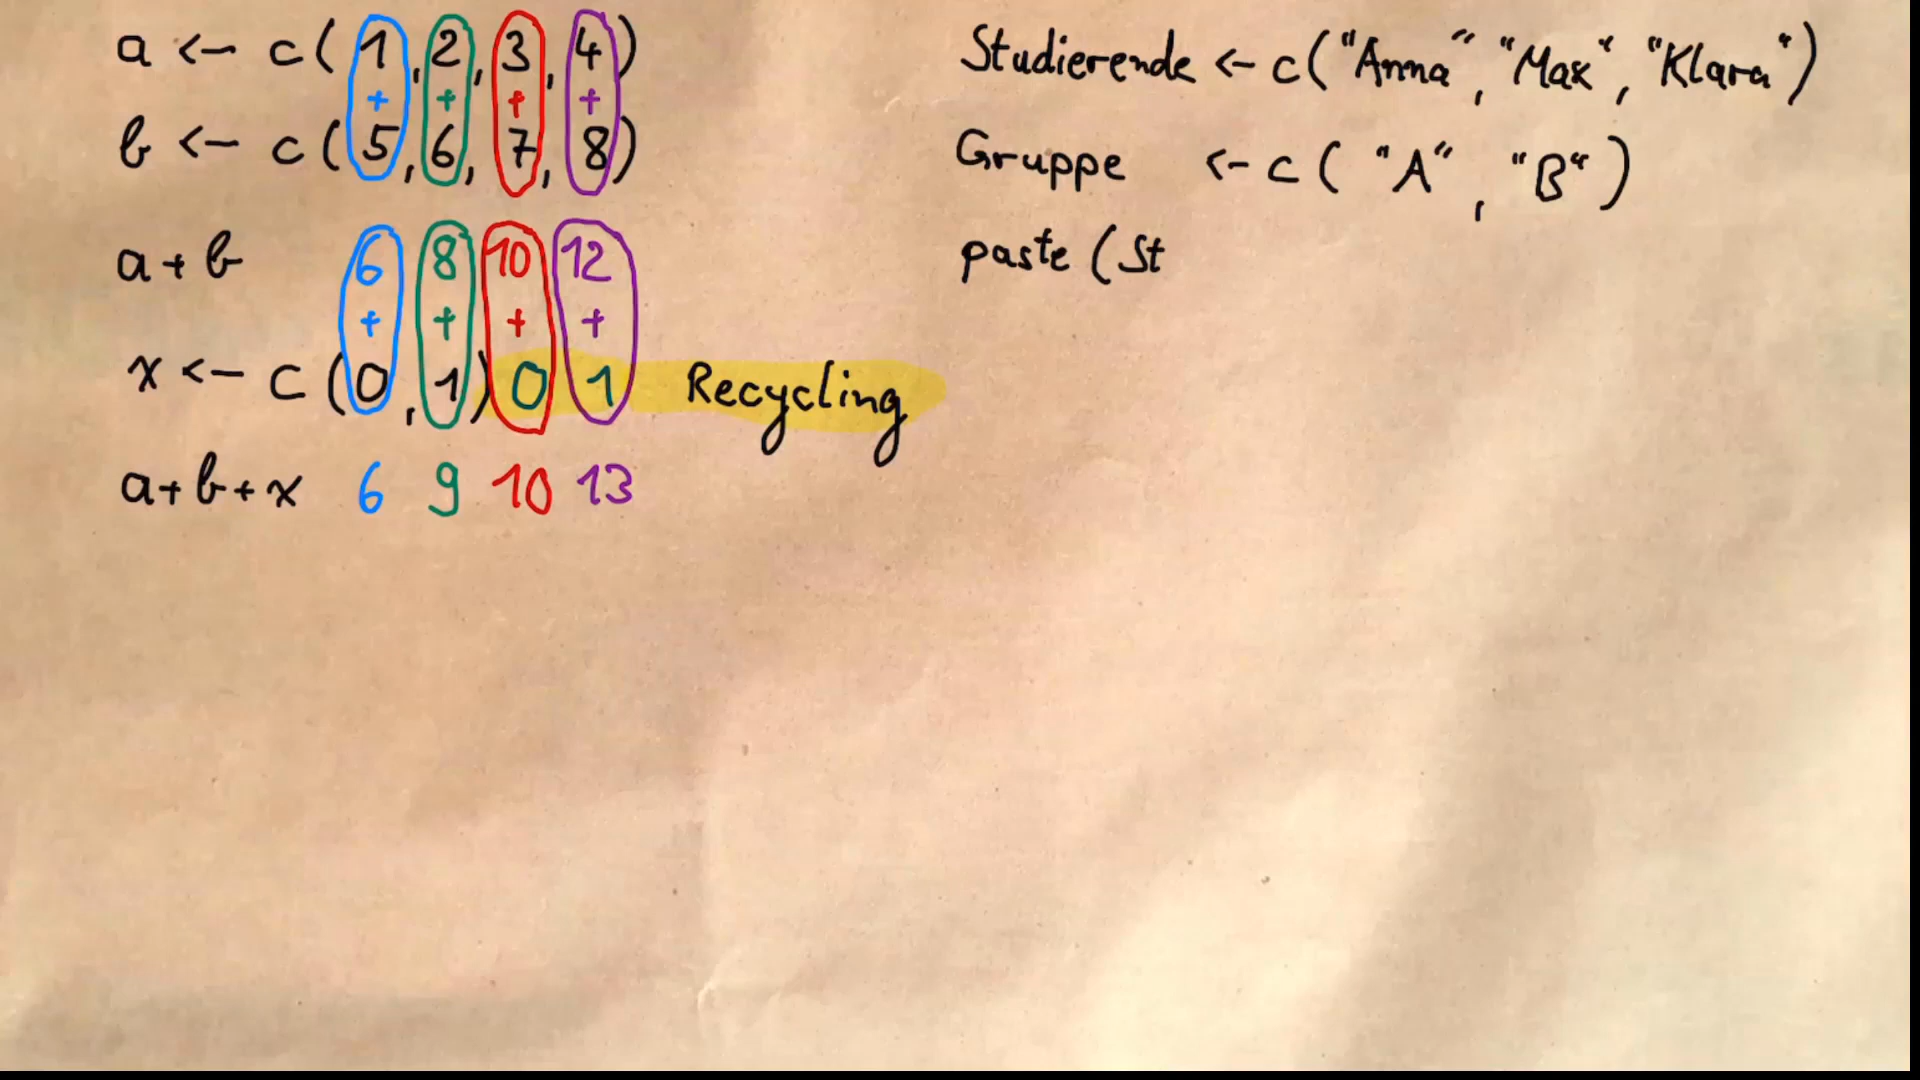 a <- c(1,2,3,4)
+ + + +
b <- c(5,6,7,8)
a+b 6 8 10 12
+ + + +
x <- c(0,1) 0 1 Recycling
a+b+x 6 9 10 13
Studierende <- c("Anna", "Max", "Klara")
Gruppe <- c("A", "B")
paste (St